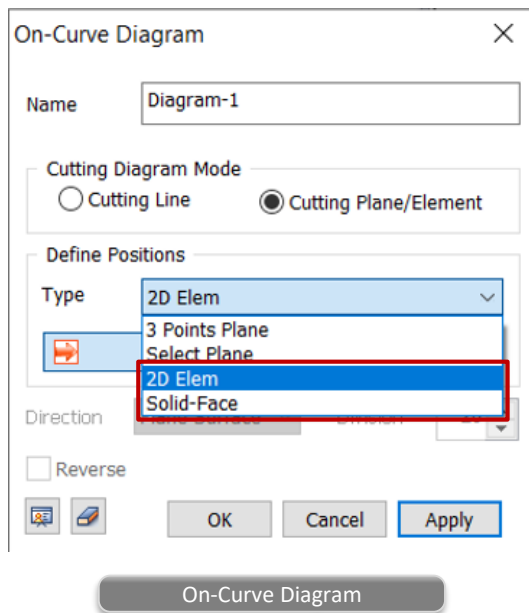 On-Curve Diagram
Name
Diagram-1
Cutting Diagram Mode
Cutting Line
Cutting Plane/Element
Define Positions
Type
2D Elem
3 Points Plane
Select Plane
2D Elem
Solid-Face
Direction
Reverse
OK
Cancel
Apply
On-Curve Diagram